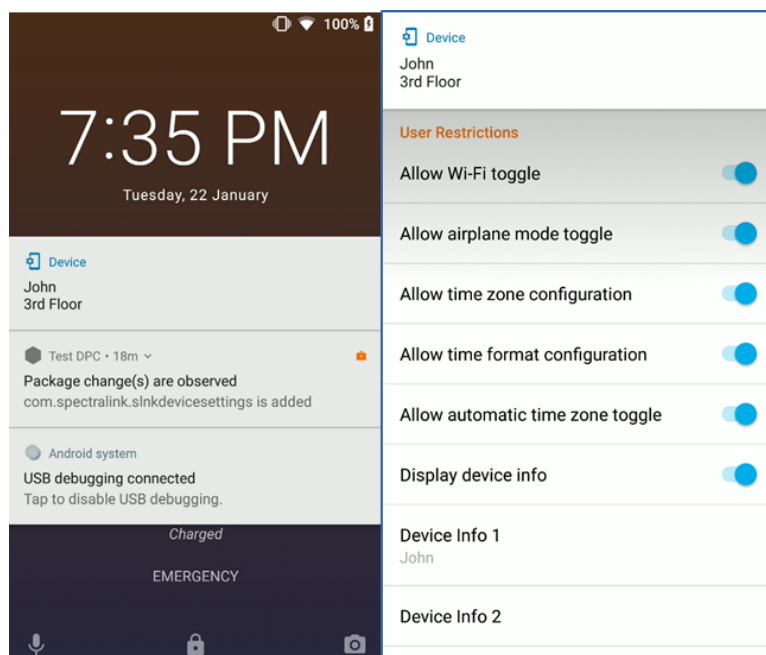 100%
7:35 PM
Tuesday, 22 January
Device
John
3rd Floor
Test DPC • 18m
Package change(s) are observed
com.spectralink.slnkdevicesettings is added
Android system
USB debugging connected
Tap to disable USB debugging.
Charged
EMERGENCY
Device
John
3rd Floor
User Restrictions
Allow Wi-Fi toggle
Allow airplane mode toggle
Allow time zone configuration
Allow time format configuration
Allow automatic time zone toggle
Display device info
Device Info 1
John
Device Info 2